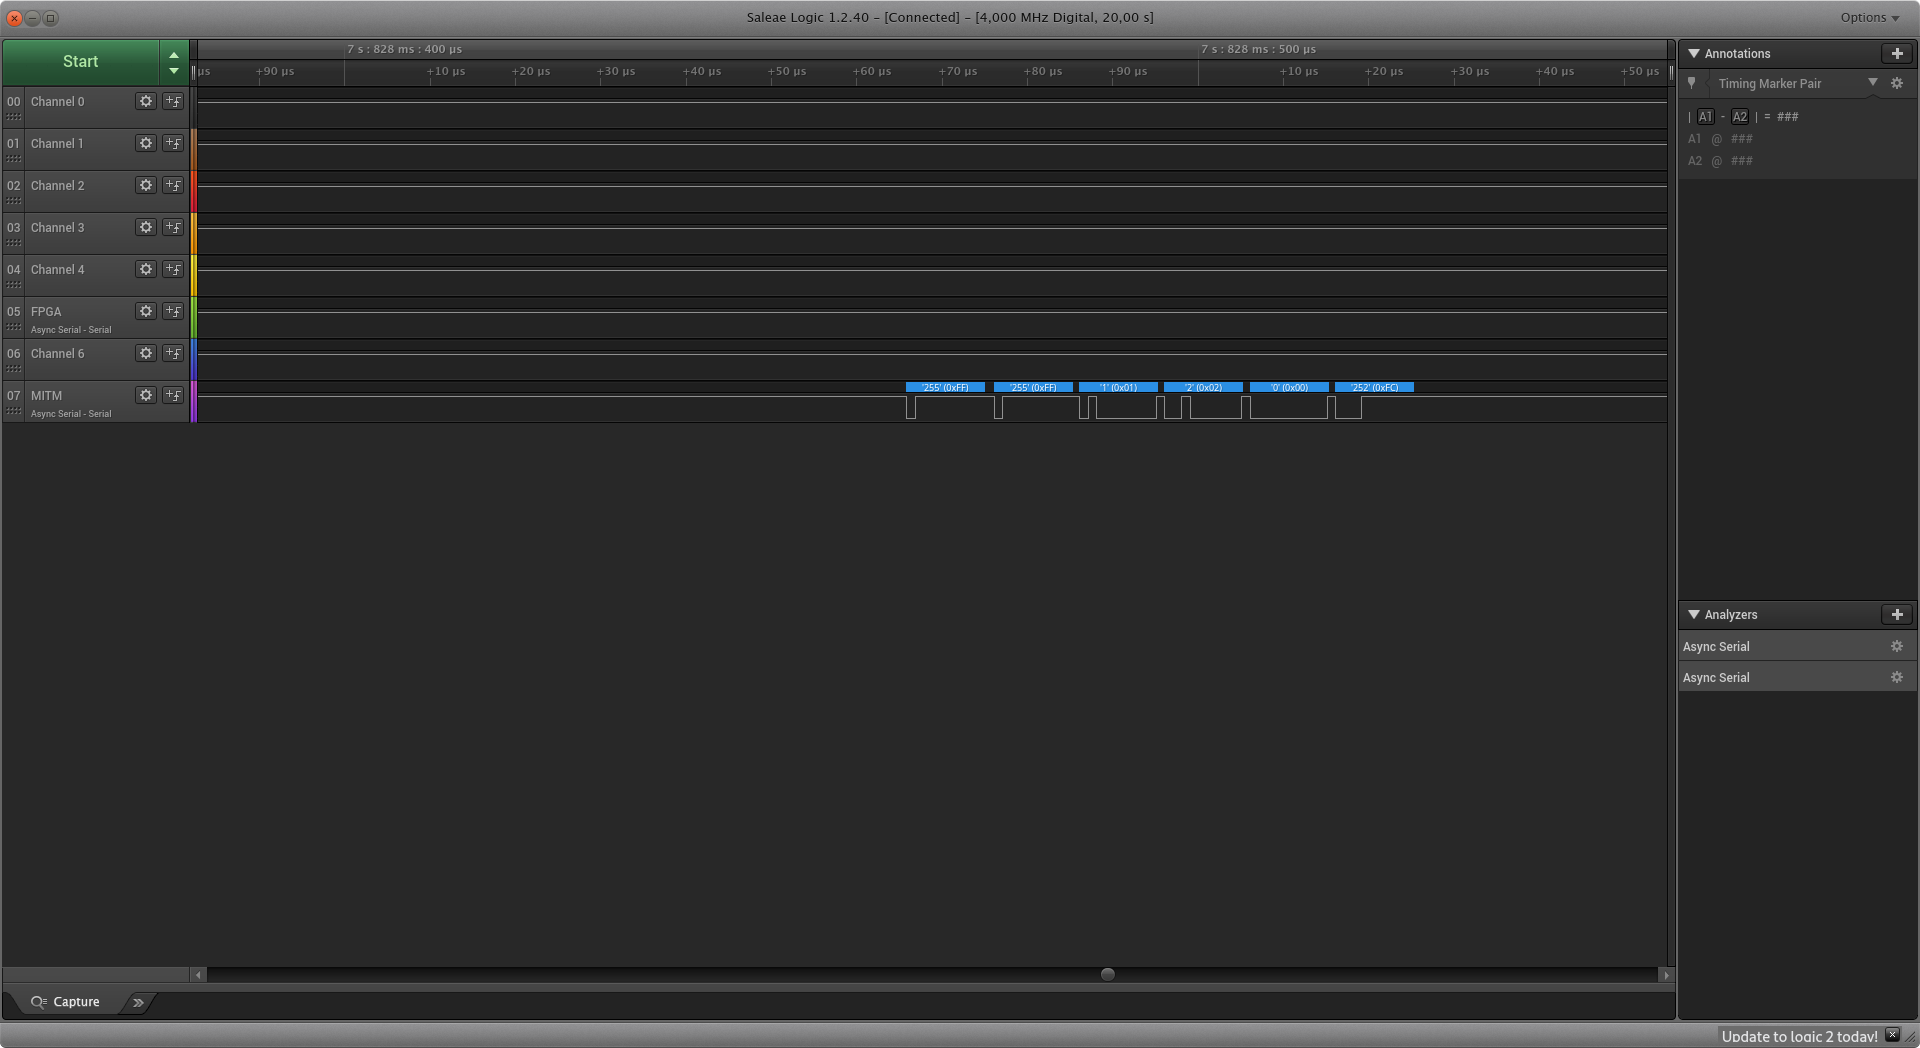 Saleae Logic 1.2.40 – [Connected] – [4,000 MHz Digital, 20,00 s]
Options
Start
7 s : 828 ms : 400 µs
7 s : 828 ms : 500 µs
µs +90 µs +10 µs +20 µs +30 µs +40 µs +50 µs +60 µs +70 µs +80 µs +90 µs +10 µs +20 µs +30 µs +40 µs +50 µs
00 Channel 0
01 Channel 1
02 Channel 2
03 Channel 3
04 Channel 4
05 FPGA
Async Serial - Serial
06 Channel 6
07 MITM
Async Serial - Serial
'255' (0xFF) '255' (0xFF) '1' (0x01) '2' (0x02) '0' (0x00) '252' (0xFC)
Annotations
Timing Marker Pair
| A1 - A2 | = ###
A1 @ ###
A2 @ ###
Analyzers
Async Serial
Async Serial
Capture
Update to logic 2 today!